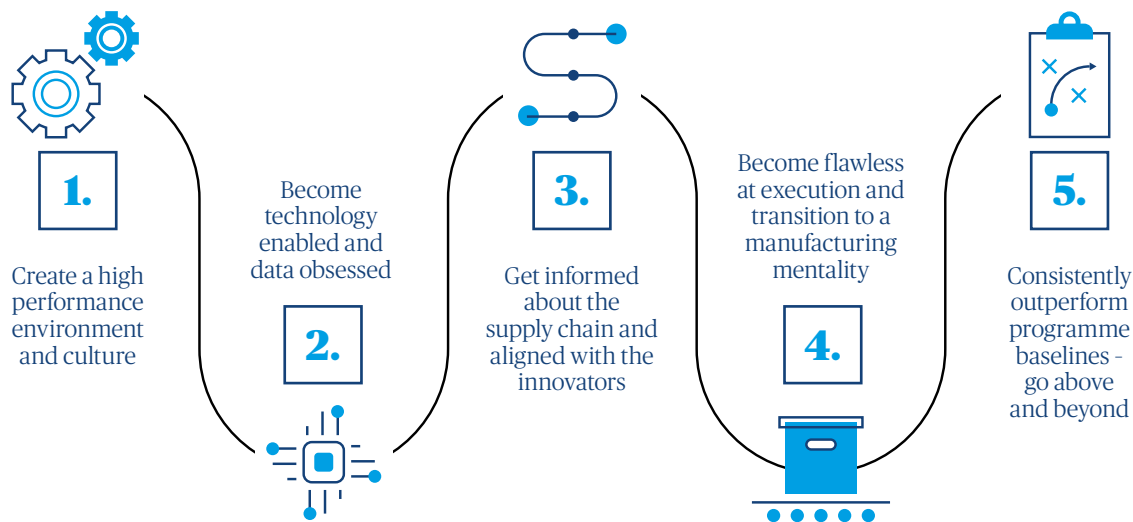 1.
Create a high
performance
environment
and culture
Become
technology
enabled and
data obsessed
2.
3.
Get informed
about the
supply chain and
aligned with the
innovators
Become flawless
at execution and
transition to a
manufacturing
mentality
4.
5.
Consistently
outperform
programme
baselines -
go above
and beyond